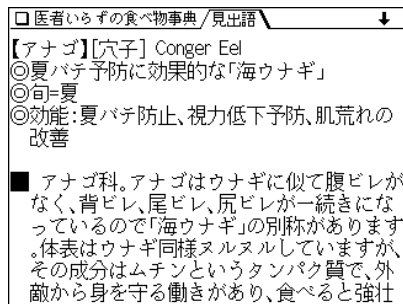 医者いらずの食べ物事典/見出語
【アナゴ】[穴子] Conger Eel
◎夏バテ予防に効果的な「海ウナギ」
◎旬=夏
◎効能:夏バテ防止、視力低下予防、肌荒れの
改善
■ アナゴ科。アナゴはウナギに似て腹ビレが
なく、背ビレ、尾ビレ、尻ビレが一続きにな
っているので「海ウナギ」の別称があります
。体表はウナギ同様ヌルヌルしていますが、
その成分はムチンというタンパク質で、外
敵から身を守る働きがあり、食べると強壮